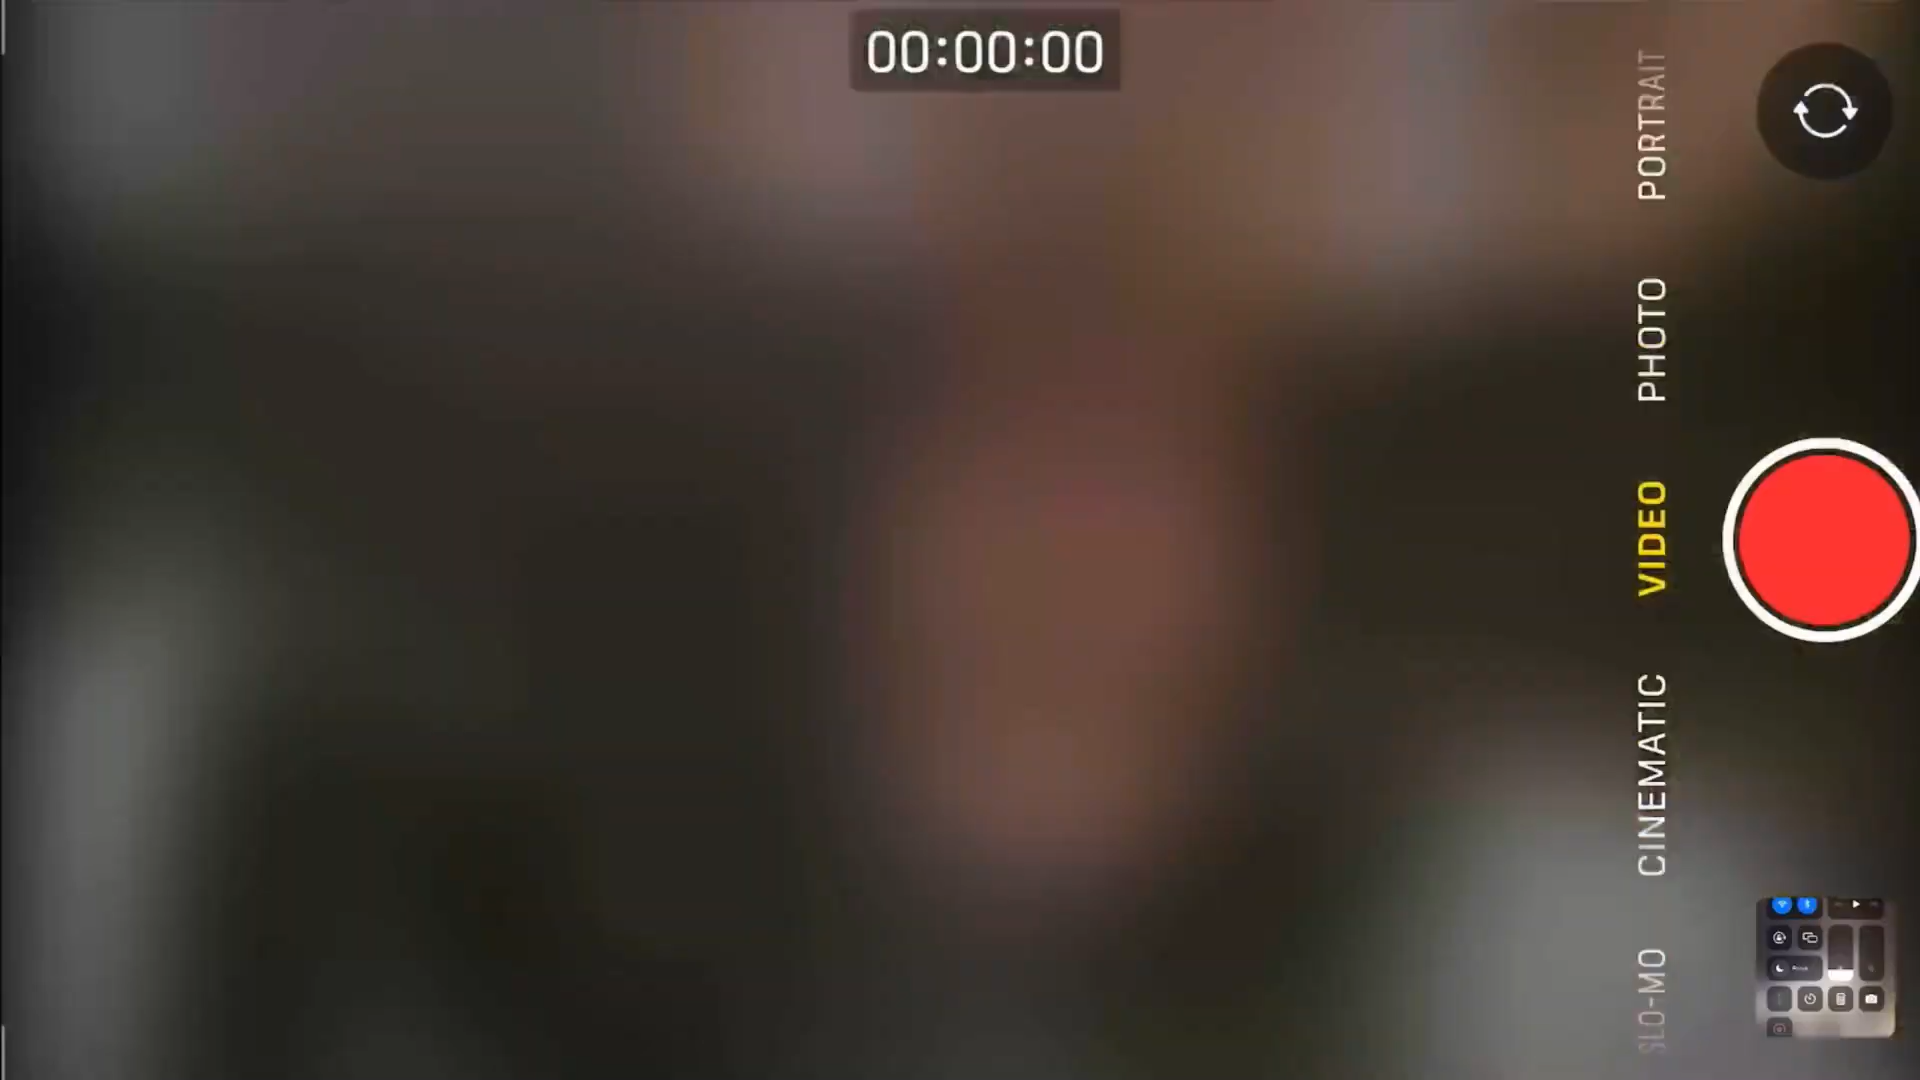 00:00:00
PORTRAIT
PHOTO
VIDEO
CINEMATIC
SLO-MO